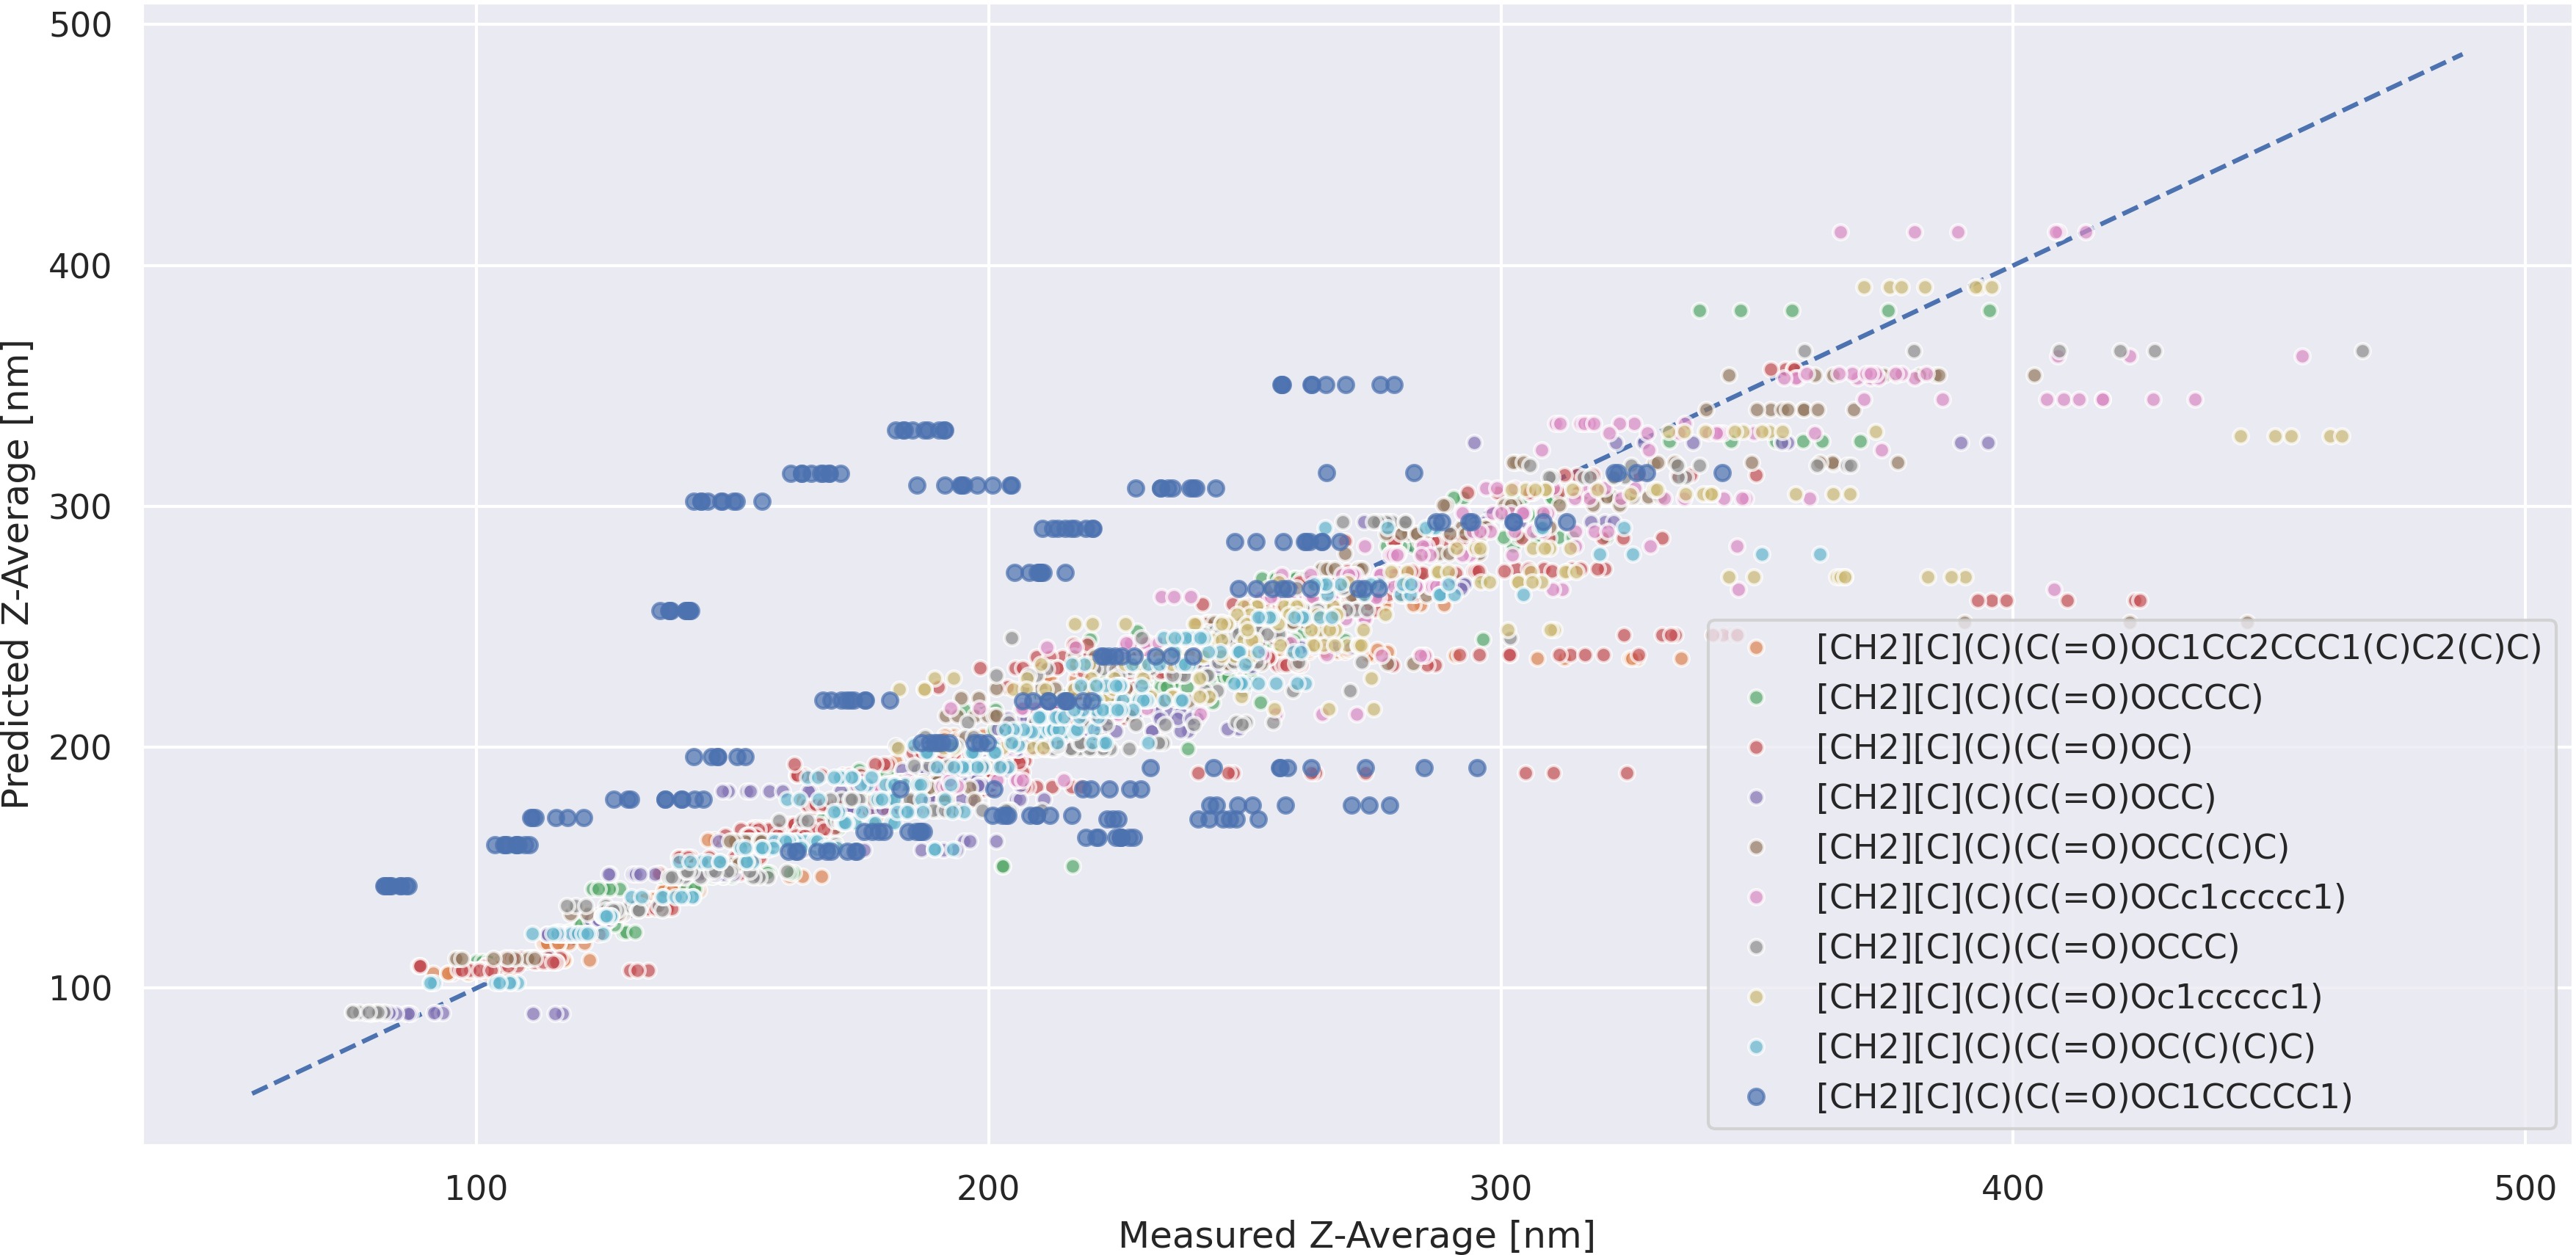 500
400
300
200
100
Predicted Z-Average [nm]
[CH2][C](C)(C(=O)OC1CC2CCC1(C)C2(C)C)
[CH2][C](C)(C(=O)OCCCC)
[CH2][C](C)(C(=O)OC)
[CH2][C](C)(C(=O)OCC)
[CH2][C](C)(C(=O)OCC(C)C)
[CH2][C](C)(C(=O)OCc1ccccc1)
[CH2][C](C)(C(=O)OCCC)
[CH2][C](C)(C(=O)Oc1ccccc1)
[CH2][C](C)(C(=O)OC(C)(C)C)
[CH2][C](C)(C(=O)OC1CCCCC1)
100 200 300 400 500
Measured Z-Average [nm]